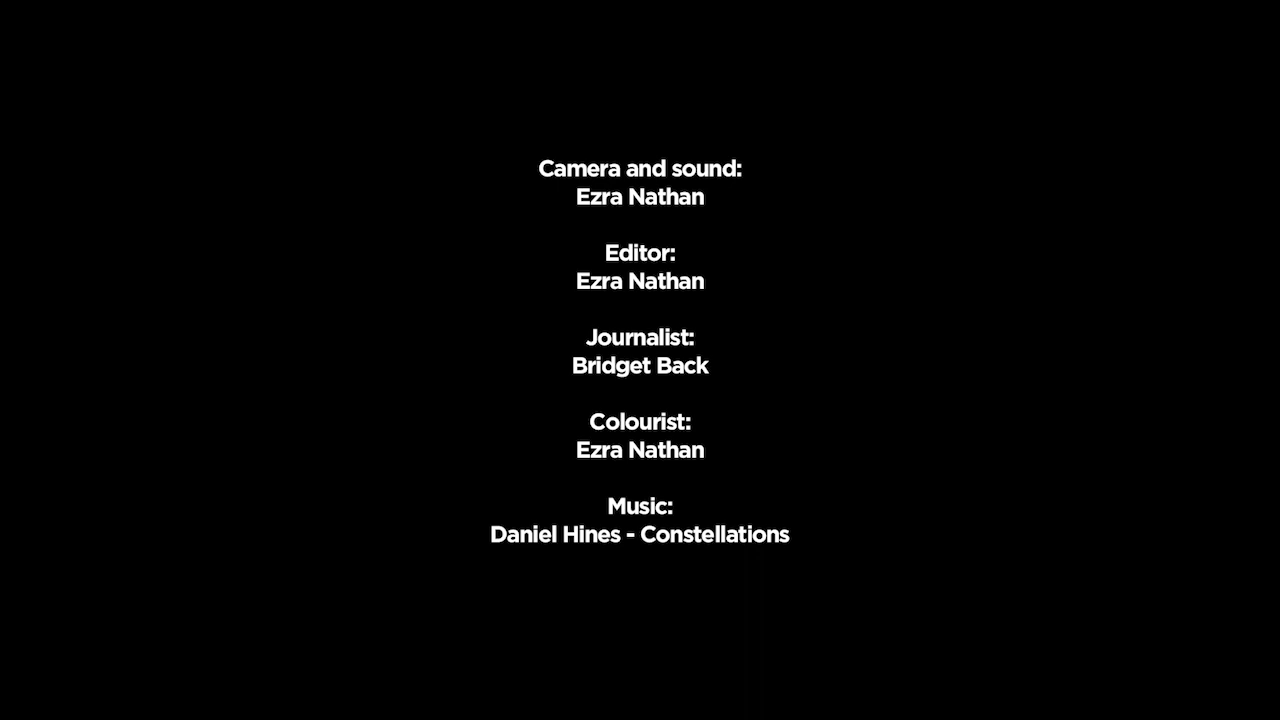 Camera and sound:
Ezra Nathan
Editor:
Ezra Nathan
Journalist:
Bridget Back
Colourist:
Ezra Nathan
Music:
Daniel Hines - Constellations